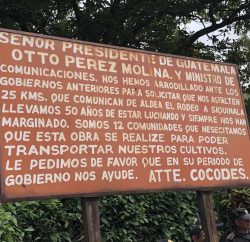 SEÑOR PRESIDENTE DE GUATEMALA
OTTO PEREZ MOLINA, Y MINISTRO DE
COMUNICACIONES. NOS HEMOS ARRODILLADO ANTE LOS
GOBIERNOS ANTERIORES PARA SOLICITAR QUE NOS ASFALTEN
25 KMS. QUE COMUNICAN DE ALDEA EL RODEO A SIQUINALA
LLEVAMOS 50 AÑOS DE ESTAR LUCHANDO Y SIEMPRE NOS HAN
MARGINADO. SOMOS 12 COMUNIDADES QUE NESECITAMOS
QUE ESTA OBRA SE REALIZE PARA PODER
TRANSPORTAR NUESTROS CULTIVOS.
LE PEDIMOS DE FAVOR QUE EN SU PERIODO DE
GOBIERNO NOS AYUDE. ATTE. COCODES.